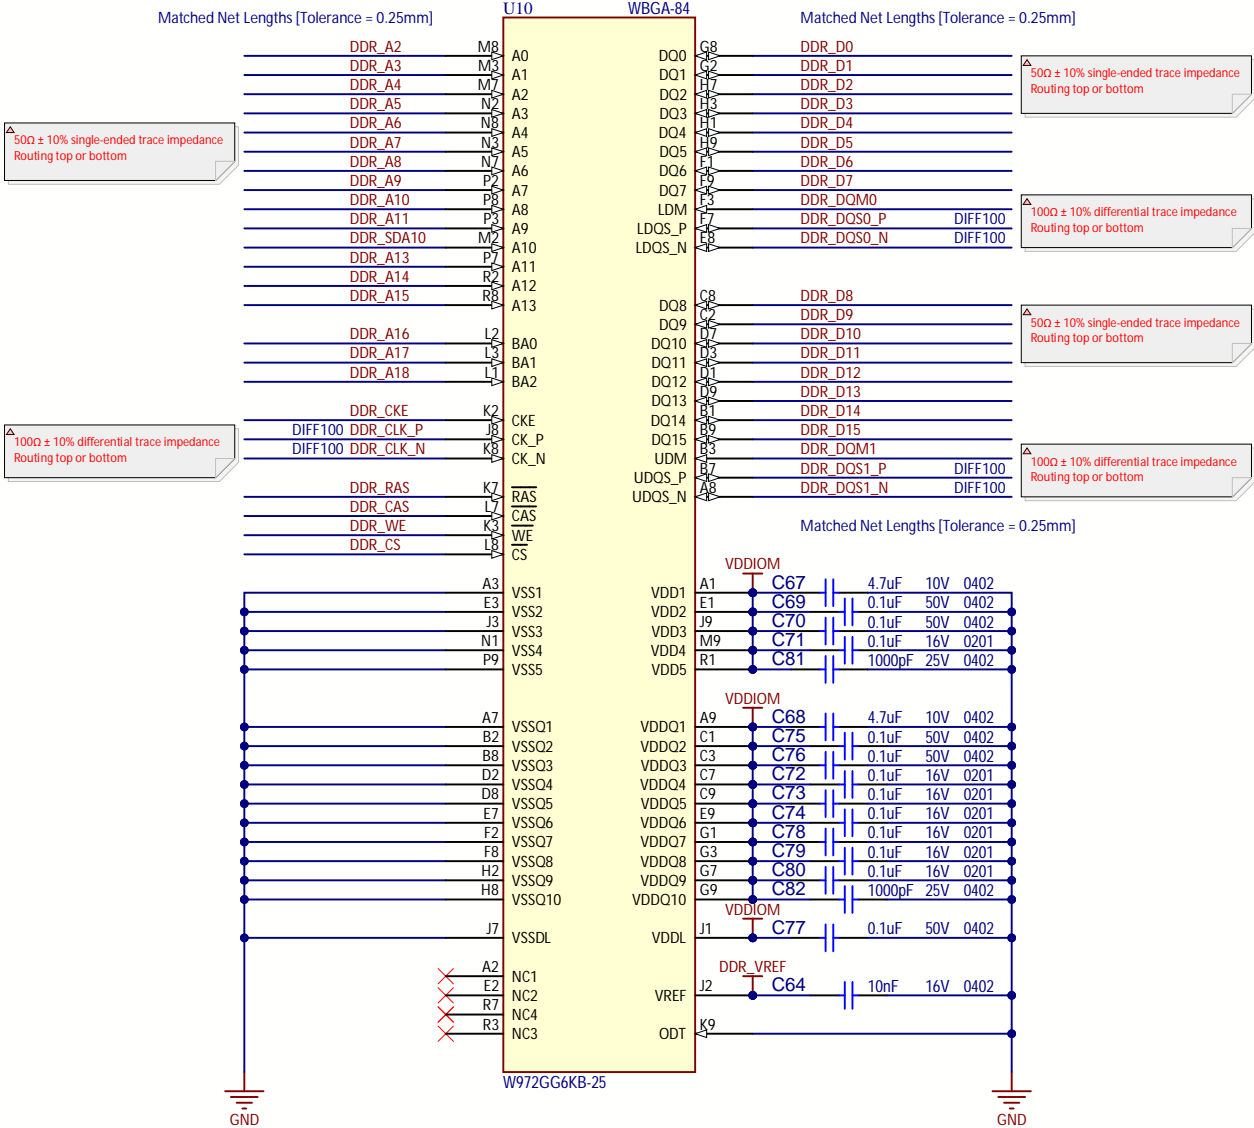 U10 WBGA-84
Matched Net Lengths [Tolerance = 0.25mm] Matched Net Lengths [Tolerance = 0.25mm]
DDR_A2 M8 A0 DQ0 G8 DDR_D0
DDR_A3 M3 A1 DQ1 G2 DDR_D1
DDR_A4 M7 A2 DQ2 H7 DDR_D2
DDR_A5 N2 A3 DQ3 H3 DDR_D3
DDR_A6 N8 A4 DQ4 H1 DDR_D4
DDR_A7 N3 A5 DQ5 H9 DDR_D5
DDR_A8 N7 A6 DQ6 F1 DDR_D6
DDR_A9 P2 A7 DQ7 F9 DDR_D7
DDR_A10 P8 A8 LDM F3 DDR_DQM0
DDR_A11 P3 A9 LDQS_P F7 DDR_DQS0_P DIFF100
DDR_SDA10 M2 A10 LDQS_N E8 DDR_DQS0_N DIFF100
DDR_A13 P7 A11
DDR_A14 R2 A12
DDR_A15 R8 A13 DQ8 C8 DDR_D8
DQ9 C2 DDR_D9
DDR_A16 L2 BA0 DQ10 D7 DDR_D10
DDR_A17 L3 BA1 DQ11 D3 DDR_D11
DDR_A18 L1 BA2 DQ12 D1 DDR_D12
DQ13 D9 DDR_D13
DDR_CKE K2 CKE DQ14 B1 DDR_D14
DIFF100 DDR_CLK_P J8 CK_P DQ15 B9 DDR_D15
DIFF100 DDR_CLK_N K8 CK_N UDM B3 DDR_DQM1
UDQS_P B7 DDR_DQS1_P DIFF100
DDR_RAS K7 RAS UDQS_N A8 DDR_DQS1_N DIFF100
DDR_CAS L7 CAS
DDR_WE K3 WE
DDR_CS L8 CS
Matched Net Lengths [Tolerance = 0.25mm]
50Ω ± 10% single-ended trace impedance
Routing top or bottom
100Ω ± 10% differential trace impedance
Routing top or bottom
50Ω ± 10% single-ended trace impedance
Routing top or bottom
100Ω ± 10% differential trace impedance
Routing top or bottom
50Ω ± 10% single-ended trace impedance
Routing top or bottom
100Ω ± 10% differential trace impedance
Routing top or bottom
VDDIOM
A3 VSS1 VDD1 A1 C67 4.7uF 10V 0402
E3 VSS2 VDD2 E1 C69 0.1uF 50V 0402
J3 VSS3 VDD3 J9 C70 0.1uF 50V 0402
N1 VSS4 VDD4 M9 C71 0.1uF 16V 0201
P9 VSS5 VDD5 R1 C81 1000pF 25V 0402
VDDIOM
A7 VSSQ1 VDDQ1 A9 C68 4.7uF 10V 0402
B2 VSSQ2 VDDQ2 C1 C75 0.1uF 50V 0402
B8 VSSQ3 VDDQ3 C3 C76 0.1uF 50V 0402
D2 VSSQ4 VDDQ4 C7 C72 0.1uF 16V 0201
D8 VSSQ5 VDDQ5 C9 C73 0.1uF 16V 0201
E7 VSSQ6 VDDQ6 E9 C74 0.1uF 16V 0201
F2 VSSQ7 VDDQ7 G1 C78 0.1uF 16V 0201
F8 VSSQ8 VDDQ8 G3 C79 0.1uF 16V 0201
H2 VSSQ9 VDDQ9 G7 C80 0.1uF 16V 0201
H8 VSSQ10 VDDQ10 G9 C82 1000pF 25V 0402
VDDIOM
J7 VSSDL VDDL J1 C77 0.1uF 50V 0402
DDR_VREF
A2 NC1
E2 NC2 VREF J2 C64 10nF 16V 0402
R7 NC4
R3 NC3 ODT K9
W972GG6KB-25
GND GND